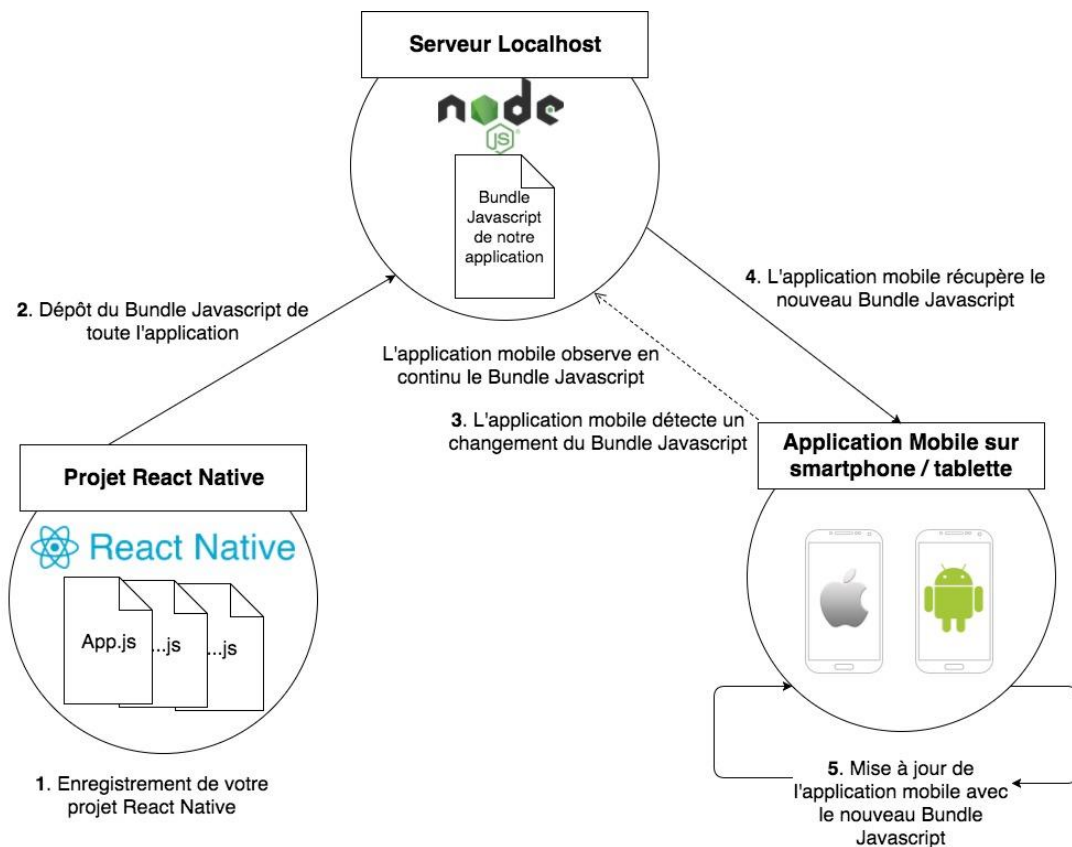 Serveur Localhost
node
JS
Bundle
Javascript
de notre
application
2. Dépôt du Bundle Javascript de
toute l'application
4. L'application mobile récupère le
nouveau Bundle Javascript
L'application mobile observe en
continu le Bundle Javascript
3. L'application mobile détecte un
changement du Bundle Javascript
Projet React Native
React Native
App.js
...js
...js
1. Enregistrement de votre
projet React Native
Application Mobile sur
smartphone / tablette
5. Mise à jour de
l'application mobile avec
le nouveau Bundle
Javascript